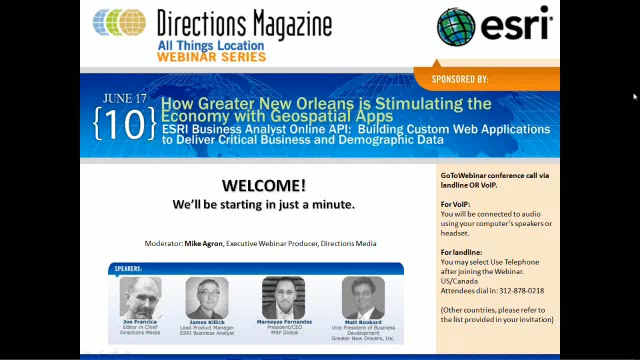 Directions Magazine
All Things Location
WEBINAR SERIES
esri
SPONSORED BY:
JUNE 17
{10}
How Greater New Orleans is Stimulating the
Economy with Geospatial Apps
ESRI Business Analyst Online API: Building Custom Web Applications
to Deliver Critical Business and Demographic Data
WELCOME!
We'll be starting in just a minute.
Moderator: Mike Agron, Executive Webinar Producer, Directions Media
SPEAKERS:
Joe Francica
Editor in Chief
Directions Media
James Killick
Lead Product Manager
ESRI Business Analyst
Marseyas Fernandez
President/CEO
MSF Global
Matt Rookard
Vice President of Business
Development
Greater New Orleans, Inc.
GoToWebinar conference call via
landline OR VoIP.
For VoIP:
You will be connected to audio
using your computer's speakers or
headset.
For landline:
You may select Use Telephone
after joining the Webinar.
US/Canada
Attendees dial in: 312-878-0218
(Other countries, please refer to
the list provided in your invitation)